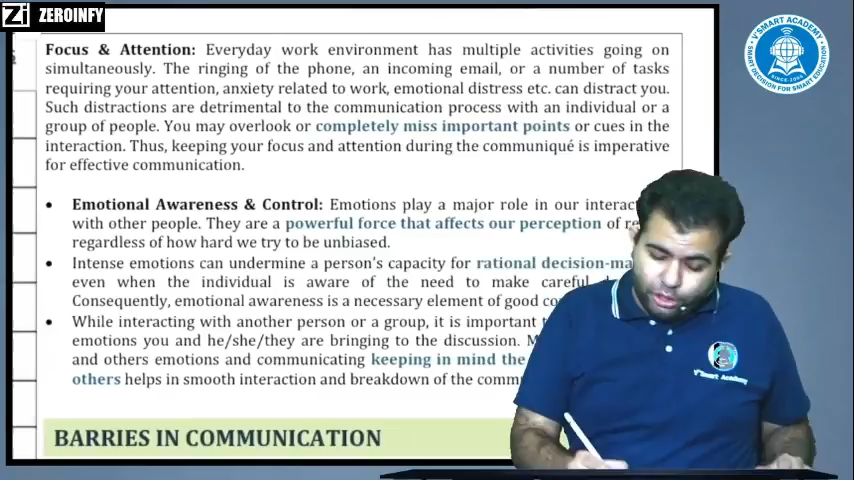 Zi ZEROINFY
Focus & Attention: Everyday work environment has multiple activities going on
simultaneously. The ringing of the phone, an incoming email, or a number of tasks
requiring your attention, anxiety related to work, emotional distress etc. can distract you.
Such distractions are detrimental to the communication process with an individual or a
group of people. You may overlook or completely miss important points or cues in the
interaction. Thus, keeping your focus and attention during the communiqué is imperative
for effective communication.
• Emotional Awareness & Control: Emotions play a major role in our
with other people. They are a powerful force that affects our perception of
regardless of how hard we try to be unbiased.
• Intense emotions can undermine a person's capacity for rational
even when the individual is aware of the need to make careful
Consequently, emotional awareness is a necessary element of good
• While interacting with another person or a group, it is important
emotions you and he/she/they are bringing to the discussion.
and others emotions and communicating keeping in mind the
others helps in smooth interaction and breakdown of the
BARRIES IN COMMUNICATION
V'SMART ACADEMY
SMART DECISION FOR SMART EDUCATION
V'Smart Academy